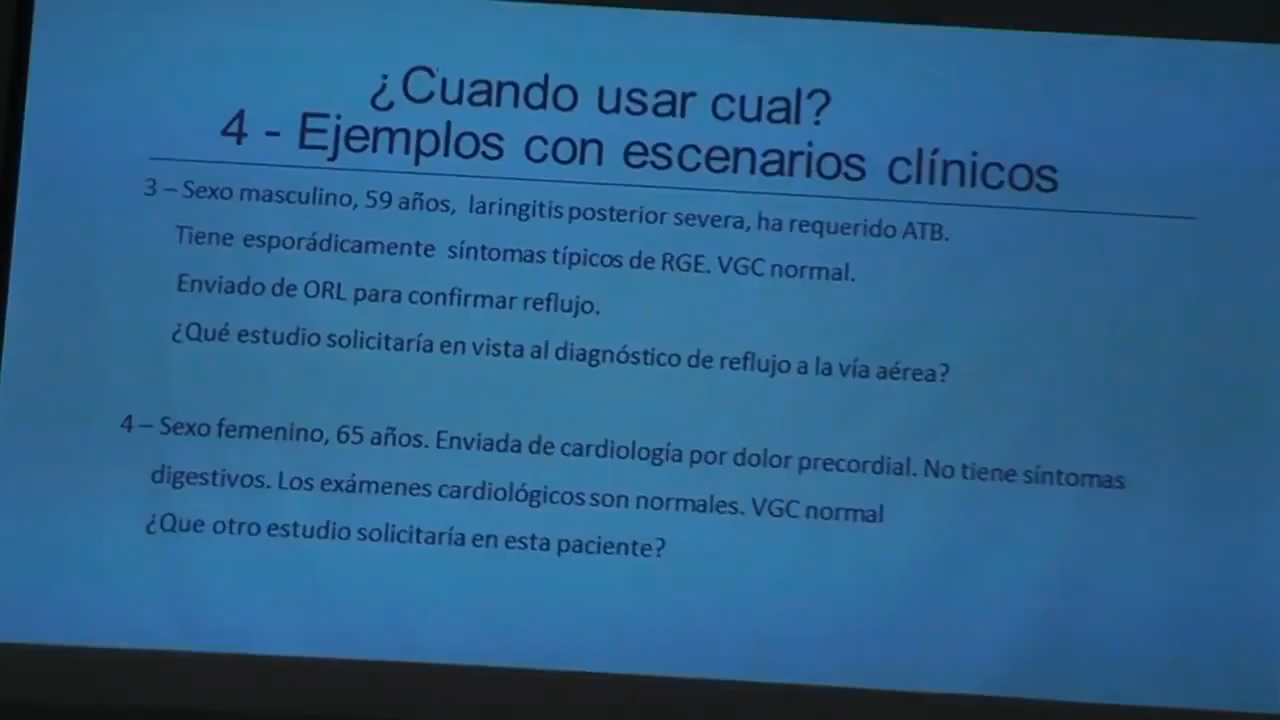 ¿Cuando usar cual?
4 - Ejemplos con escenarios clínicos
3 – Sexo masculino, 59 años, laringitis posterior severa, ha requerido ATB.
Tiene esporádicamente síntomas típicos de RGE. VGC normal.
Enviado de ORL para confirmar reflujo.
¿Qué estudio solicitaría en vista al diagnóstico de reflujo a la vía aérea?
4 – Sexo femenino, 65 años. Enviada de cardiología por dolor precordial. No tiene síntomas
digestivos. Los exámenes cardiológicos son normales. VGC normal
¿Que otro estudio solicitaría en esta paciente?